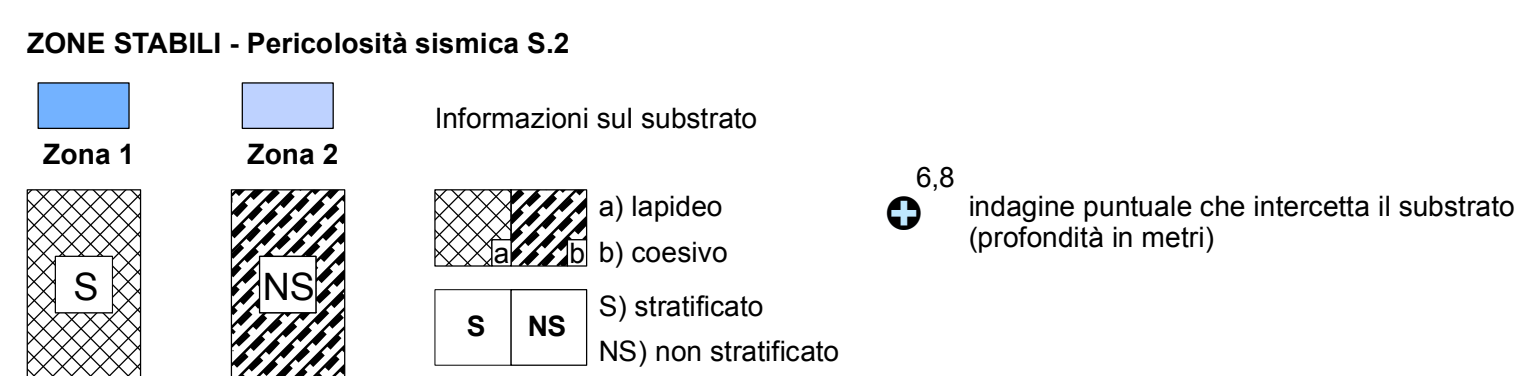 ZONE STABILI - Pericolosità sismica S.2
Zona 1
Zona 2
Informazioni sul substrato
S
NS
a
b
a) lapideo
b) coesivo
S
NS
S) stratificato
NS) non stratificato
6,8
indagine puntuale che intercetta il substrato
(profondità in metri)